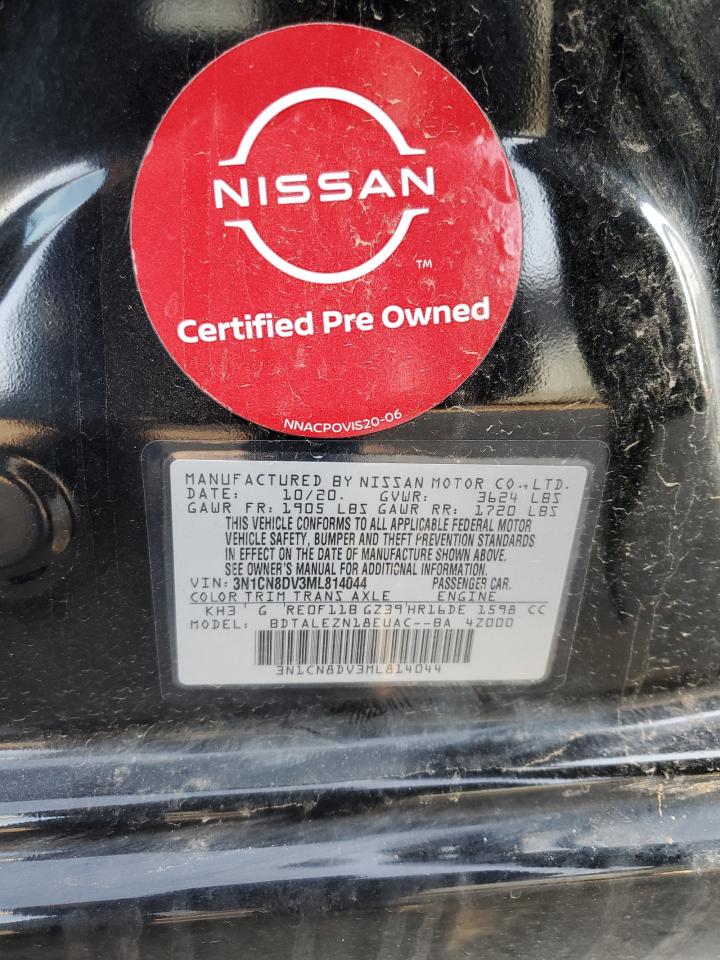 NISSAN
TM
Certified Pre Owned
NNACPOVIS20-06
MANUFACTURED BY NISSAN MOTOR CO.,LTD.
DATE: 10/20. GVWR: 3624 LBS
GAWR FR: 1905 LBS GAWR RR: 1720 LBS
THIS VEHICLE CONFORMS TO ALL APPLICABLE FEDERAL MOTOR
VEHICLE SAFETY, BUMPER AND THEFT PREVENTION STANDARDS
IN EFFECT ON THE DATE OF MANUFACTURE SHOWN ABOVE.
SEE OWNER'S MANUAL FOR ADDITIONAL INFORMATION.
VIN: 3N1CN8DV3ML814044 PASSENGER CAR.
COLOR TRIM TRANS AXLE ENGINE
KH3 G RE0F11B GZ39 HR16DE 1598 CC
MODEL: BDTALEZN18EUAC--BA 4Z000
3N1CN8DV3ML814044